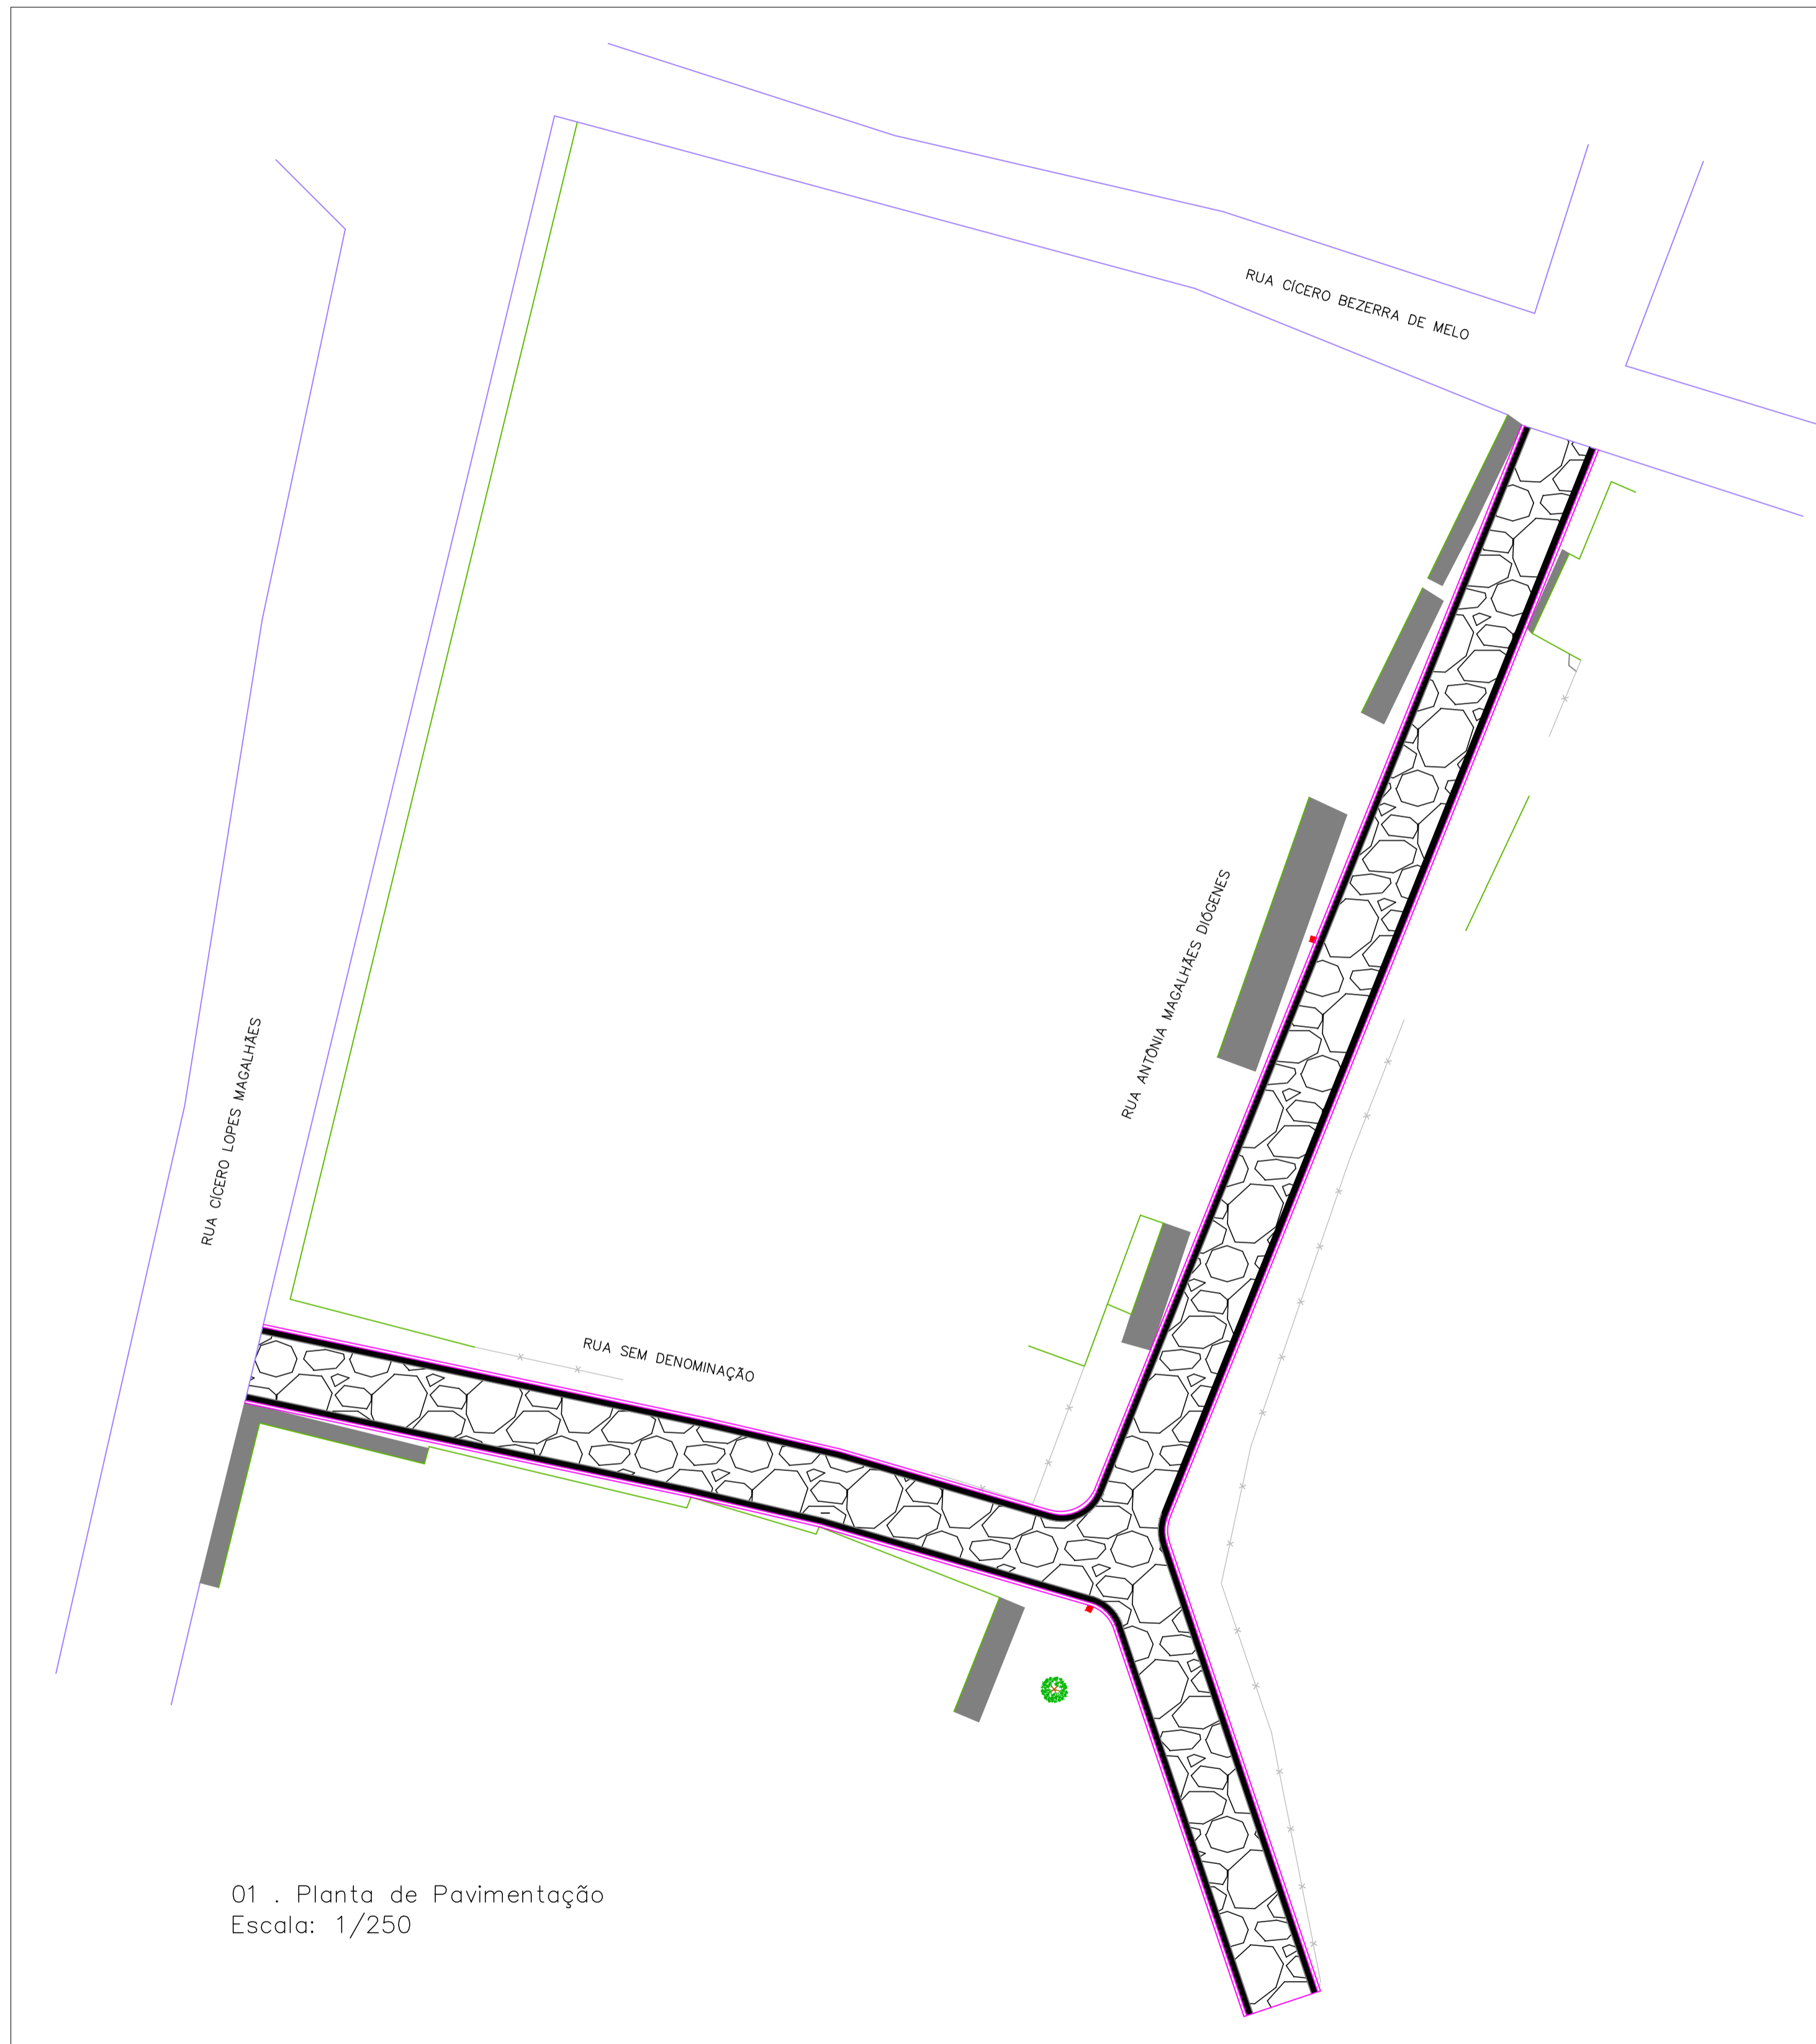 RUA CÍCERO BEZERRA DE MELO
RUA ANTÔNIA MAGALHÃES DIÓGENES
RUA CÍCERO LOPES MAGALHÃES
RUA SEM DENOMINAÇÃO
01 . Planta de Pavimentação
Escala: 1/250